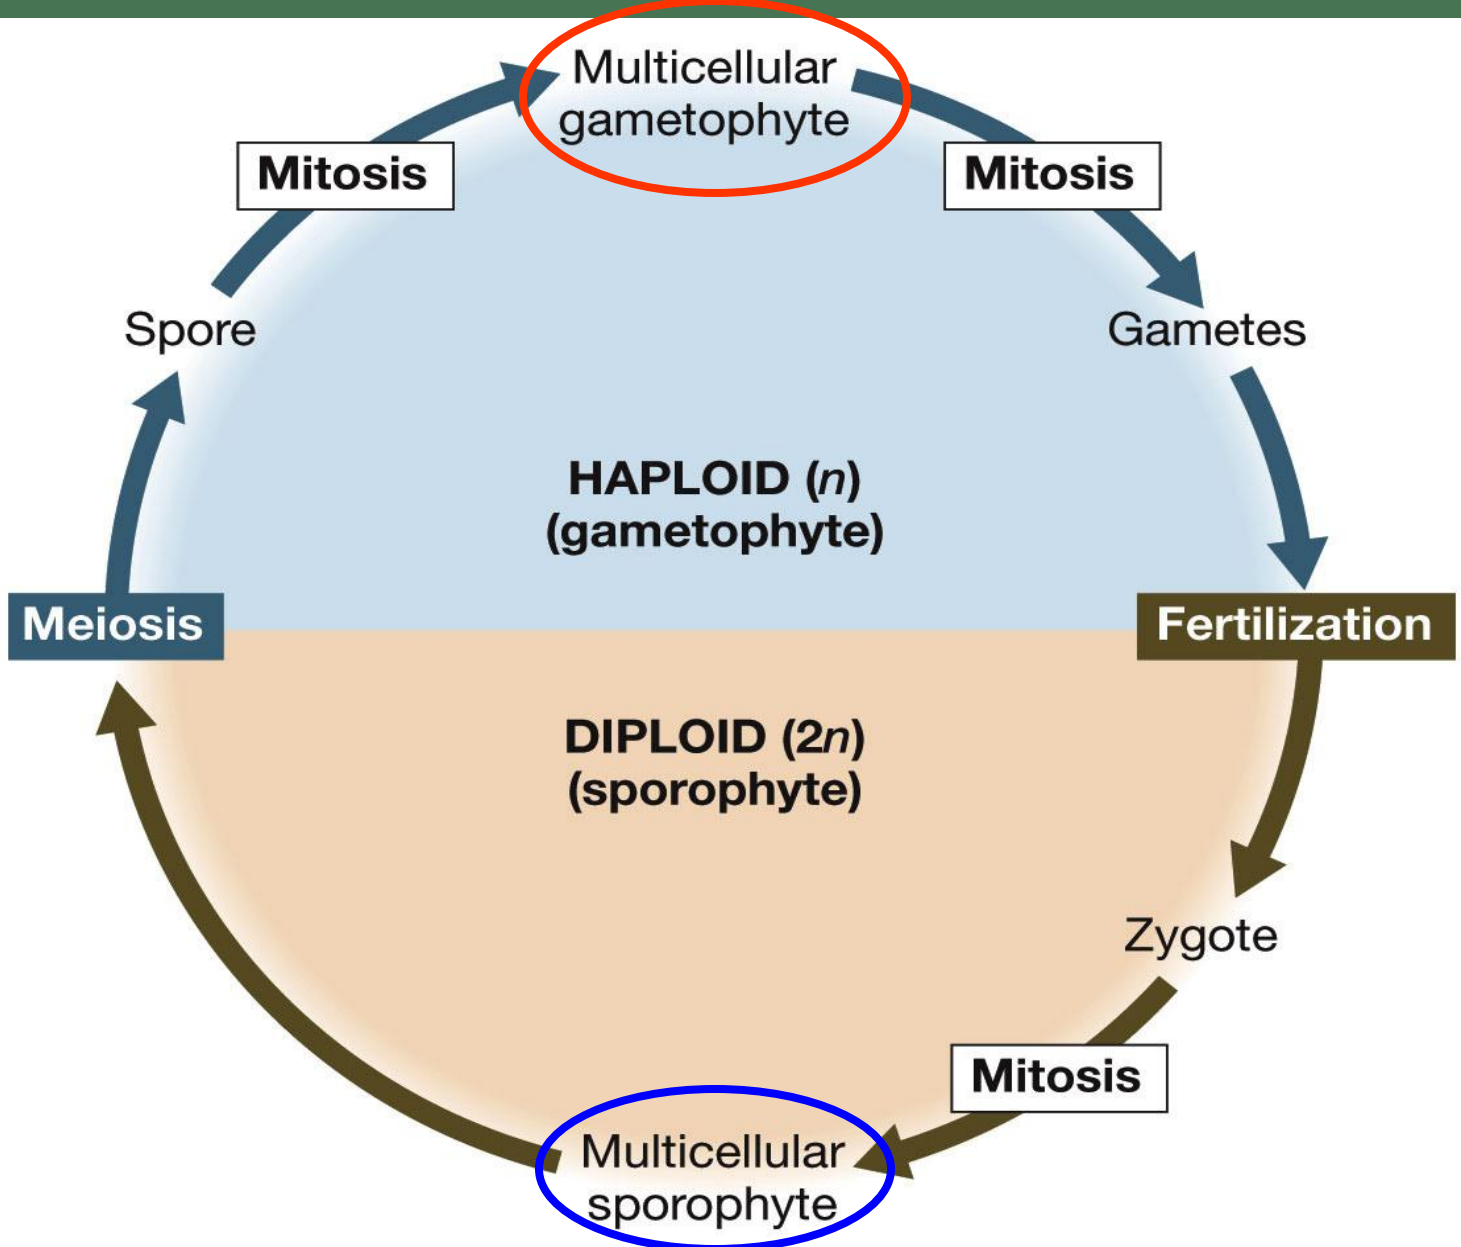 Multicellular
gametophyte
Mitosis
Mitosis
Spore
Gametes
HAPLOID (n)
(gametophyte)
Meiosis
Fertilization
DIPLOID (2n)
(sporophyte)
Zygote
Mitosis
Multicellular
sporophyte